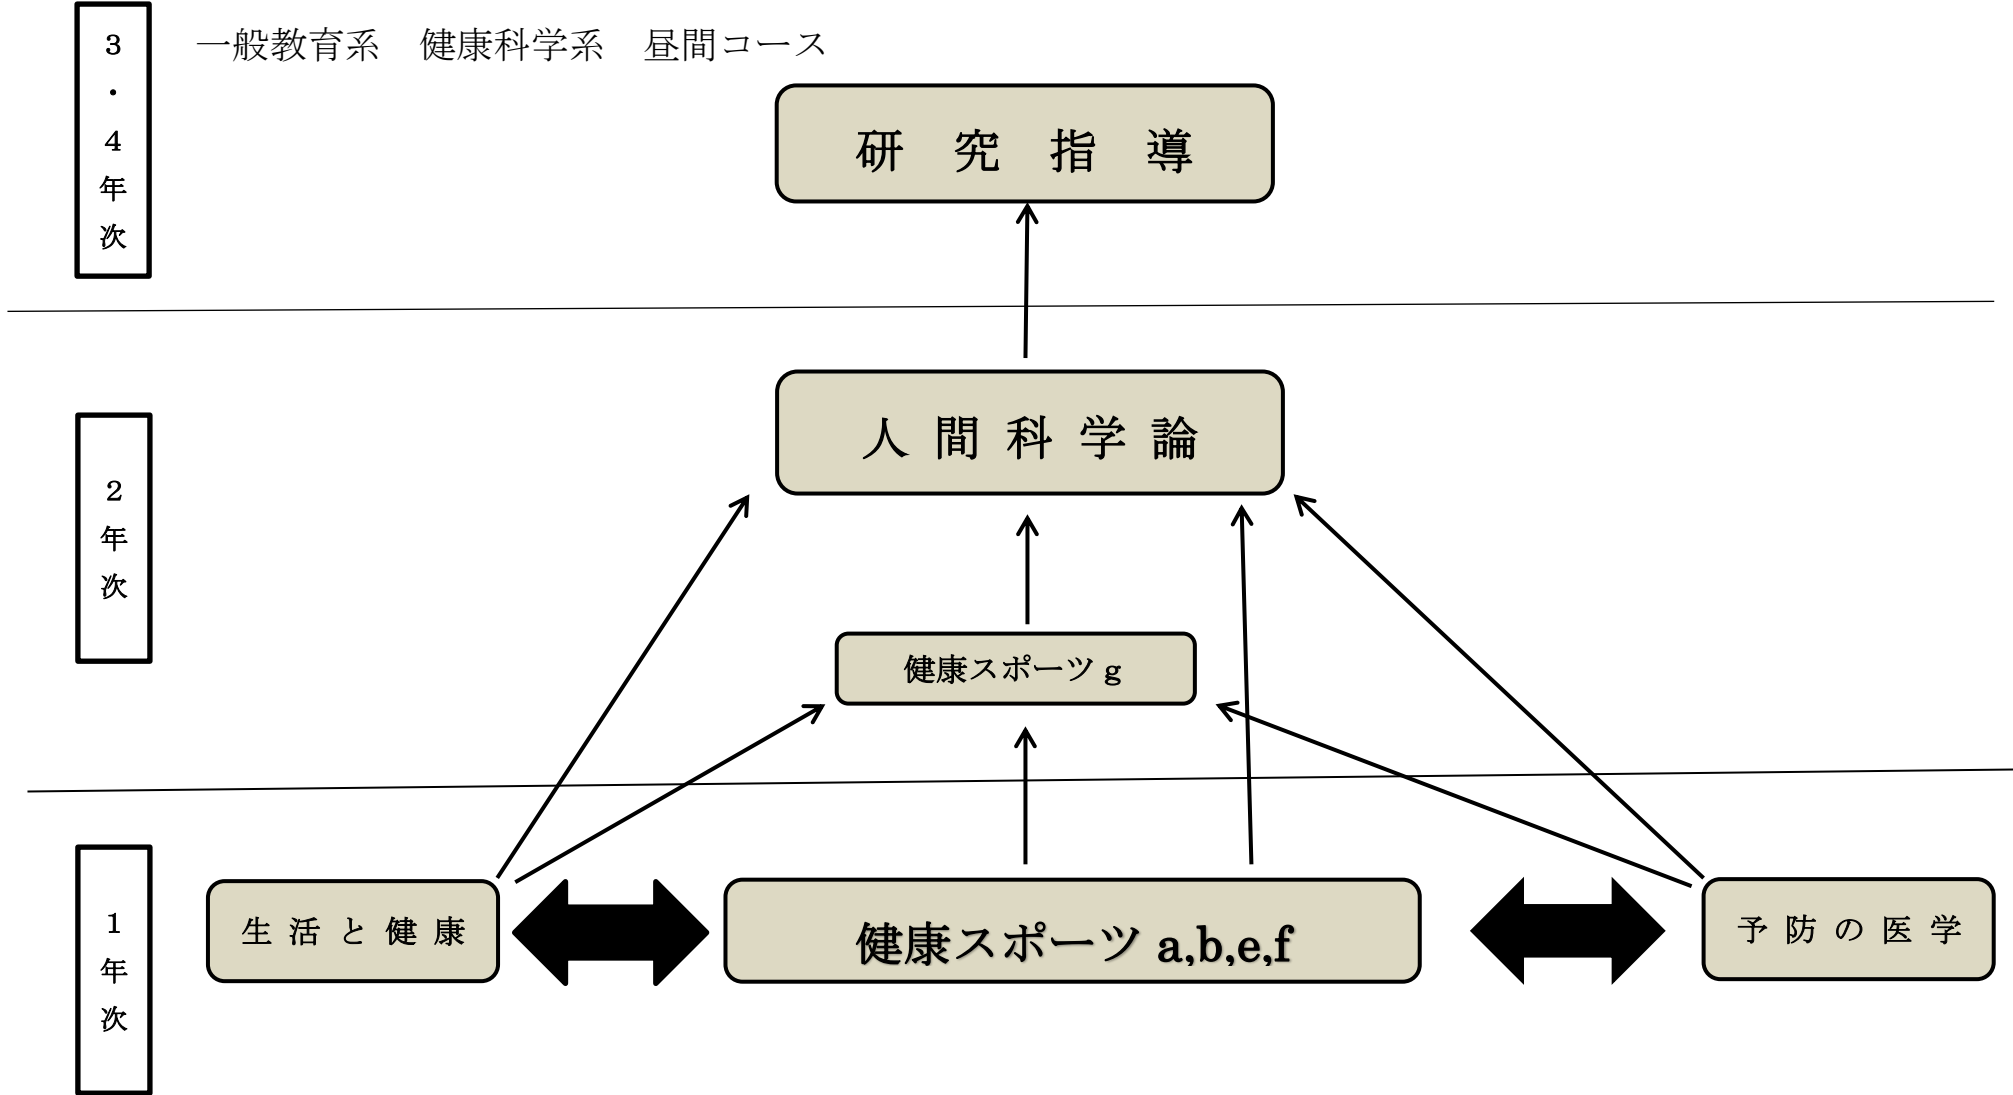 3・4年次
一般教育系　健康科学系　昼間コース
研　究　指　導
2年次
人 間 科 学 論
健康スポーツ g
1年次
生 活 と 健 康
健康スポーツ a,b,e,f
予 防 の 医 学